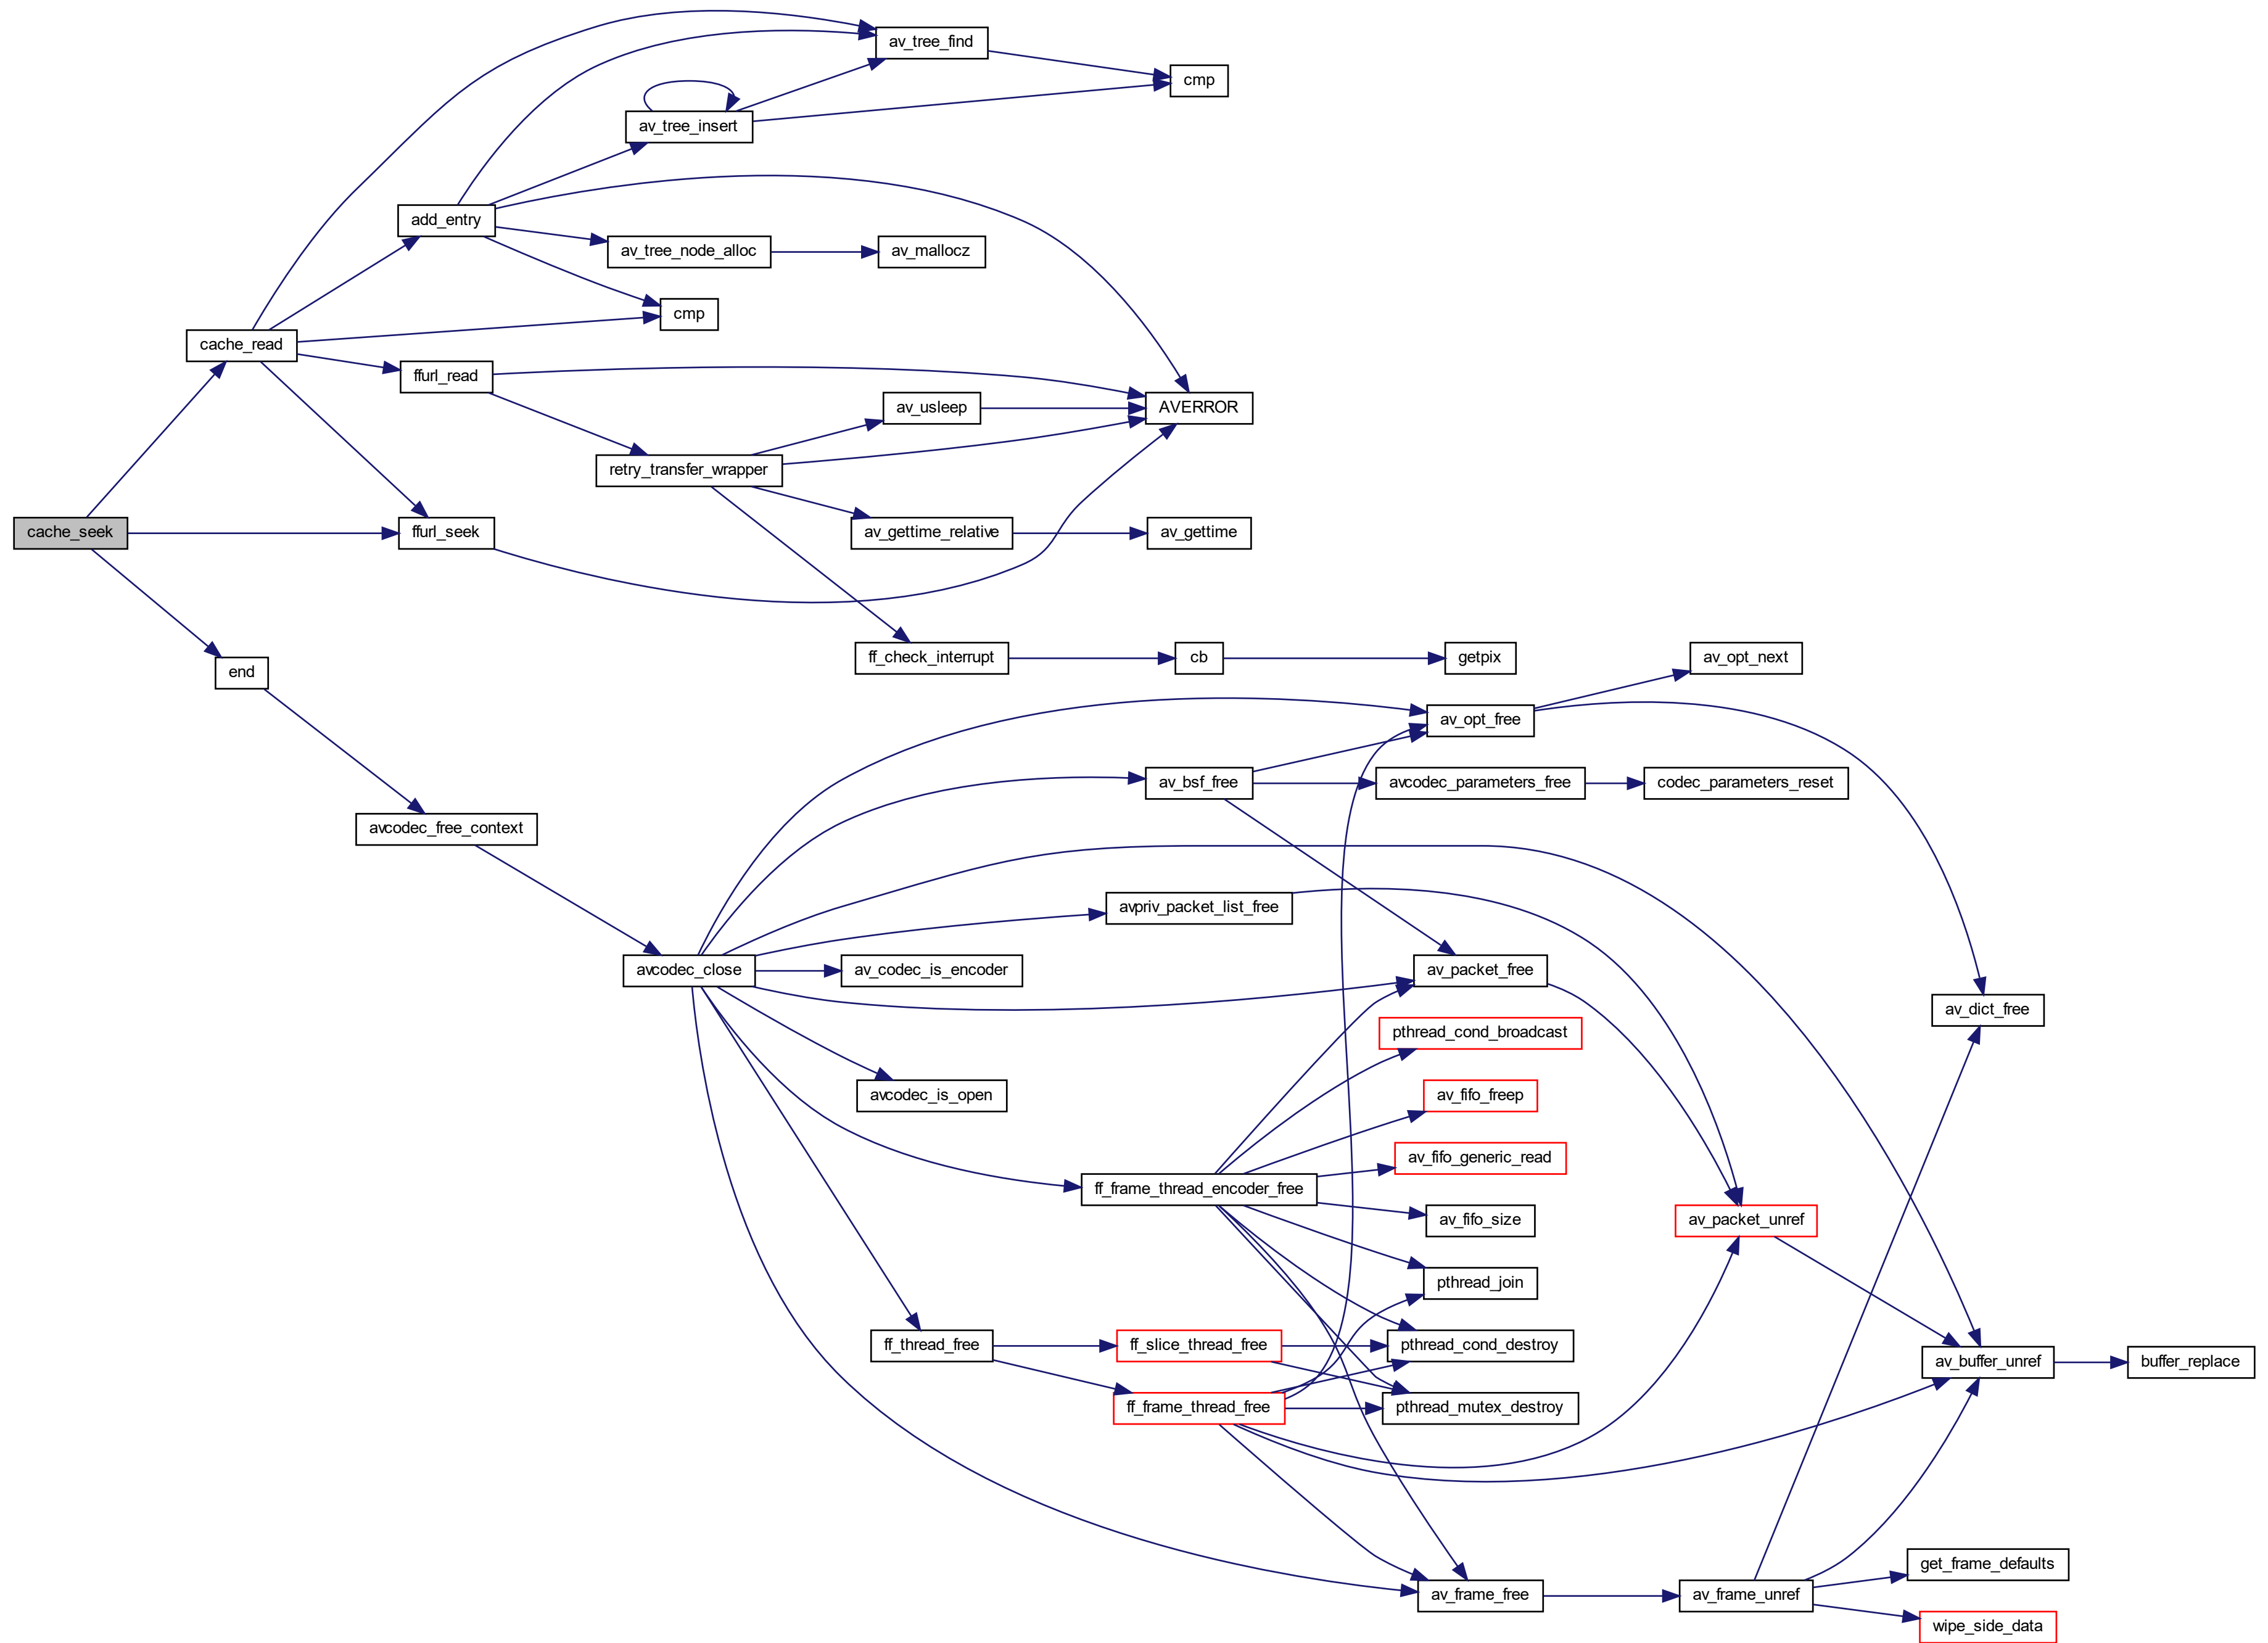 av_tree_find
cmp
av_tree_insert
add_entry
av_tree_node_alloc
av_mallocz
cmp
cache_read
ffurl_read
av_usleep
AVERROR
retry_transfer_wrapper
cache_seek
ffurl_seek
av_gettime_relative
av_gettime
end
ff_check_interrupt
cb
getpix
av_opt_next
av_opt_free
av_bsf_free
avcodec_parameters_free
codec_parameters_reset
avcodec_free_context
avpriv_packet_list_free
avcodec_close
av_codec_is_encoder
av_packet_free
av_dict_free
pthread_cond_broadcast
avcodec_is_open
av_fifo_freep
av_fifo_generic_read
ff_frame_thread_encoder_free
av_fifo_size
av_packet_unref
pthread_join
ff_thread_free
ff_slice_thread_free
pthread_cond_destroy
av_buffer_unref
buffer_replace
ff_frame_thread_free
pthread_mutex_destroy
get_frame_defaults
av_frame_free
av_frame_unref
wipe_side_data